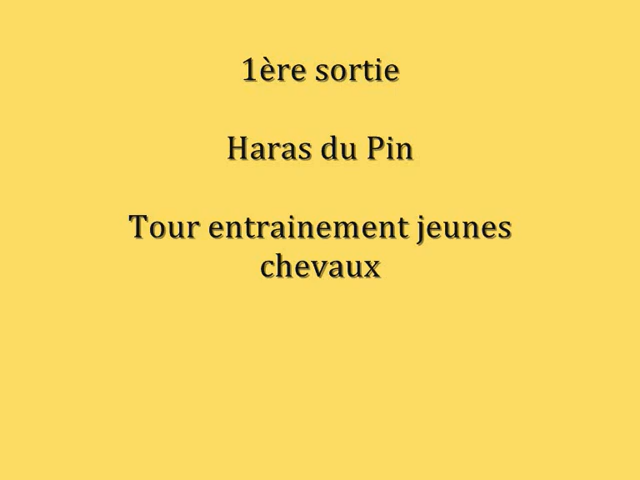 1ère sortie
Haras du Pin
Tour entrainement jeunes
chevaux